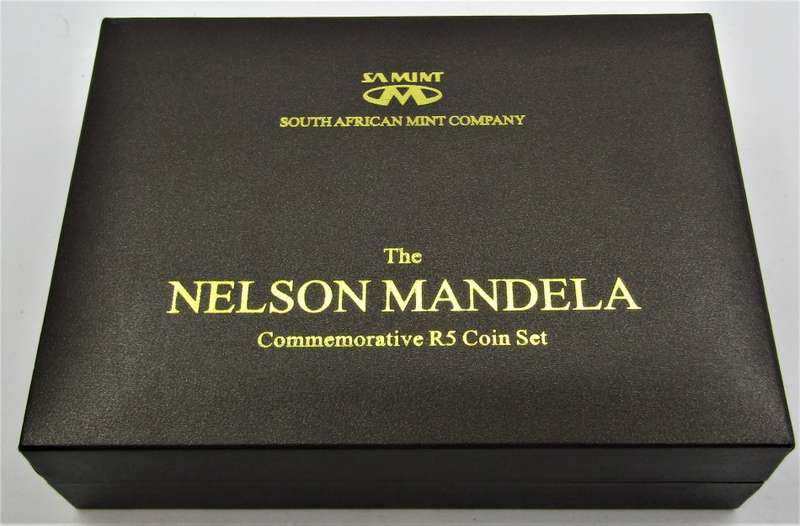 SA MINT
SOUTH AFRICAN MINT COMPANY
The
NELSON MANDELA
Commemorative R5 Coin Set